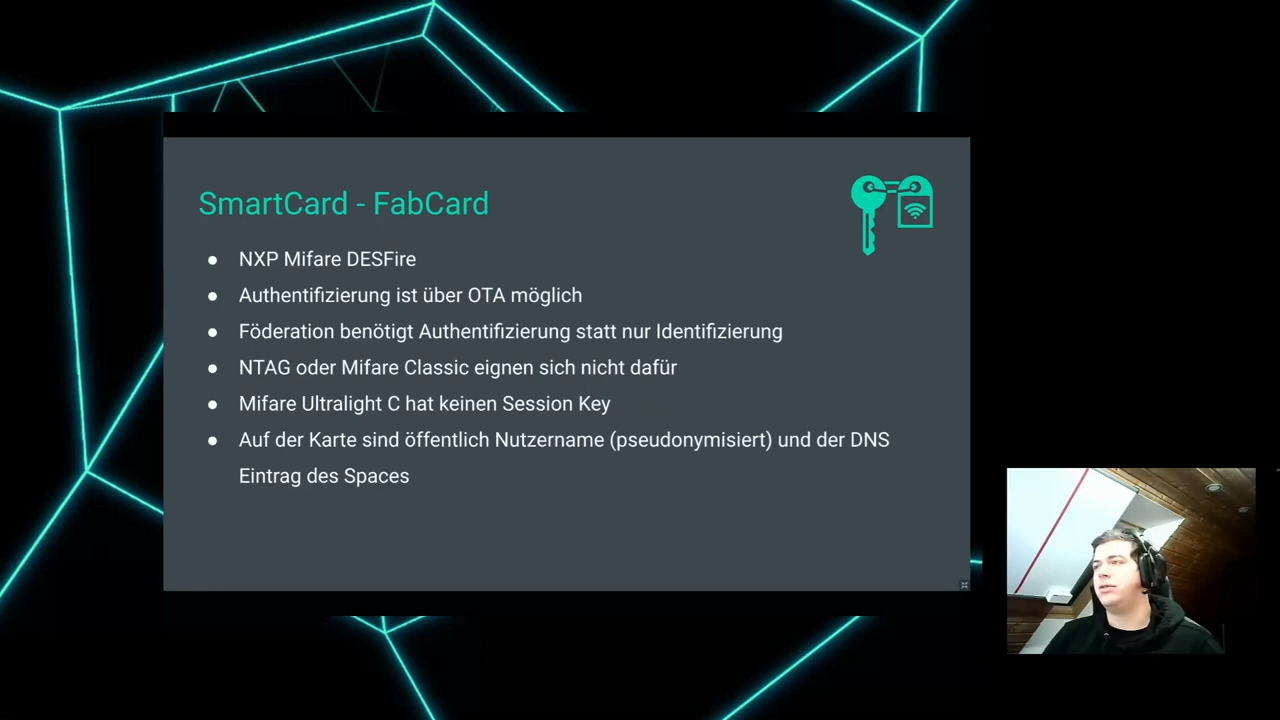 SmartCard - FabCard
● NXP Mifare DESFire
● Authentifizierung ist über OTA möglich
● Föderation benötigt Authentifizierung statt nur Identifizierung
● NTAG oder Mifare Classic eignen sich nicht dafür
● Mifare Ultralight C hat keinen Session Key
● Auf der Karte sind öffentlich Nutzername (pseudonymisiert) und der DNS
Eintrag des Spaces